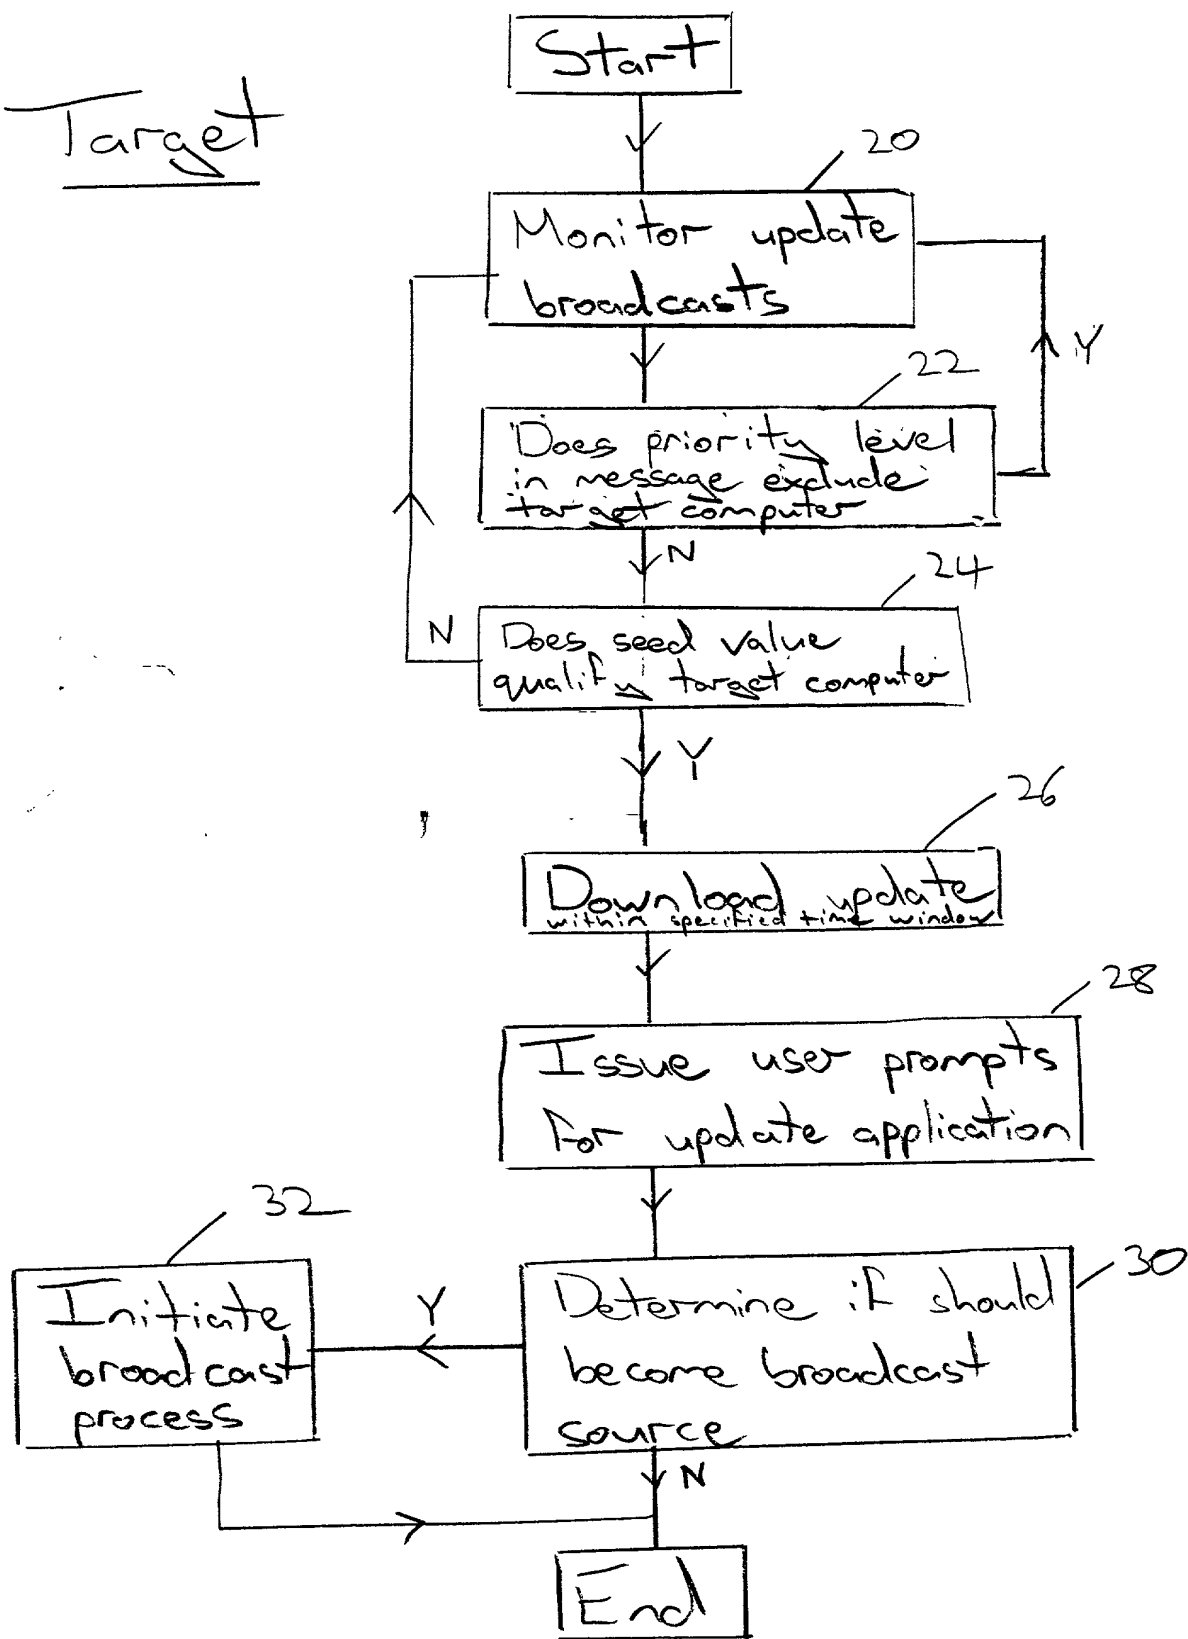 Start
Target
20
Monitor update
broadcasts
Y
22
Does priority level
in message exclude
target computer
N
24
N
Does seed value
qualify target computer
Y
26
Download update
within specified time window
28
Issue user prompts
for update application
32
30
Initiate
broadcast
process
Y
Determine if should
become broadcast
source
N
End